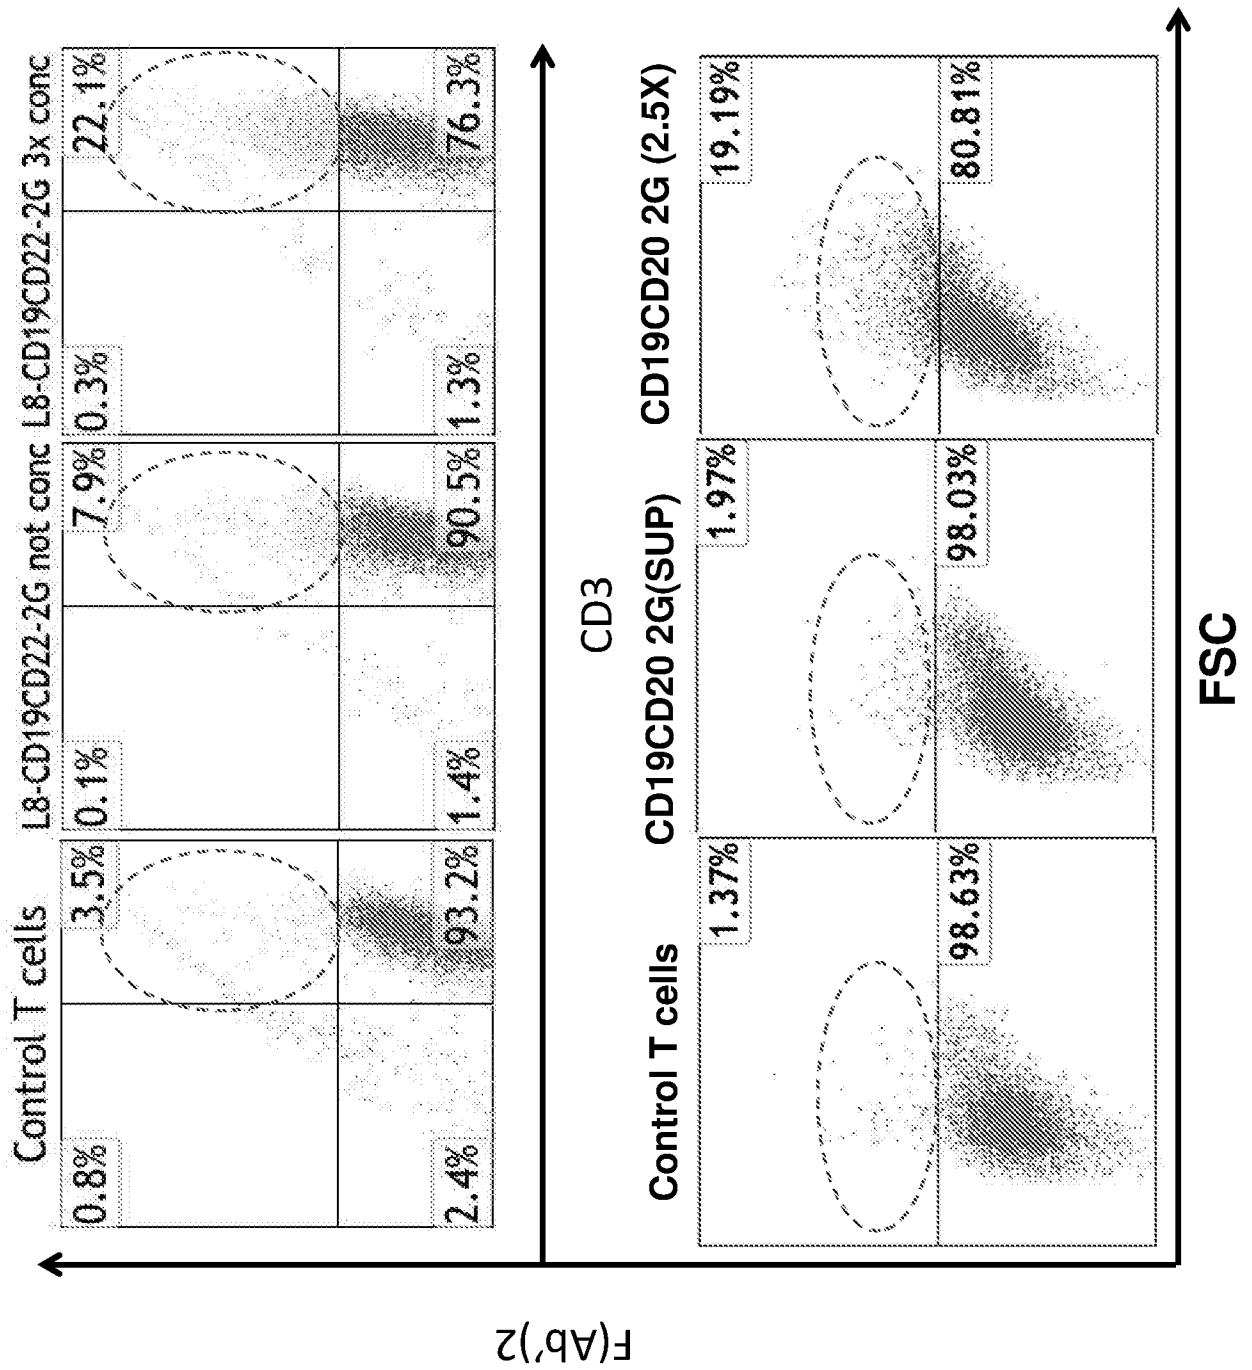 Control T cells
L8-CD19CD22-2G not conc
L8-CD19CD22-2G 3x conc
0.8%
3.5%
2.4%
93.2%
0.1%
7.9%
1.4%
90.5%
0.3%
22.1%
1.3%
76.3%
CD3
F(Ab')2
Control T cells
CD19CD20 2G(SUP)
CD19CD20 2G (2.5X)
1.37%
98.63%
1.97%
98.03%
19.19%
80.81%
FSC